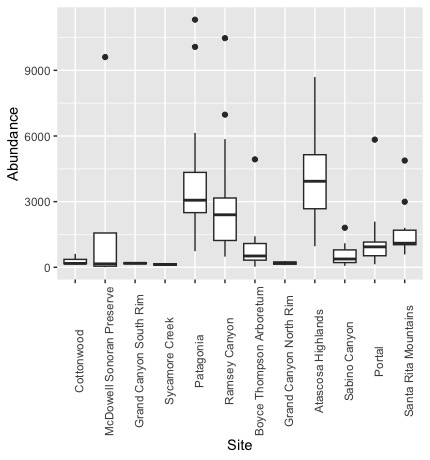 Abundance
9000
6000
3000
0
Cottonwood
McDowell Sonoran Preserve
Grand Canyon South Rim
Sycamore Creek
Patagonia
Ramsey Canyon
Boyce Thompson Arboretum
Grand Canyon North Rim
Atascosa Highlands
Sabino Canyon
Portal
Santa Rita Mountains
Site